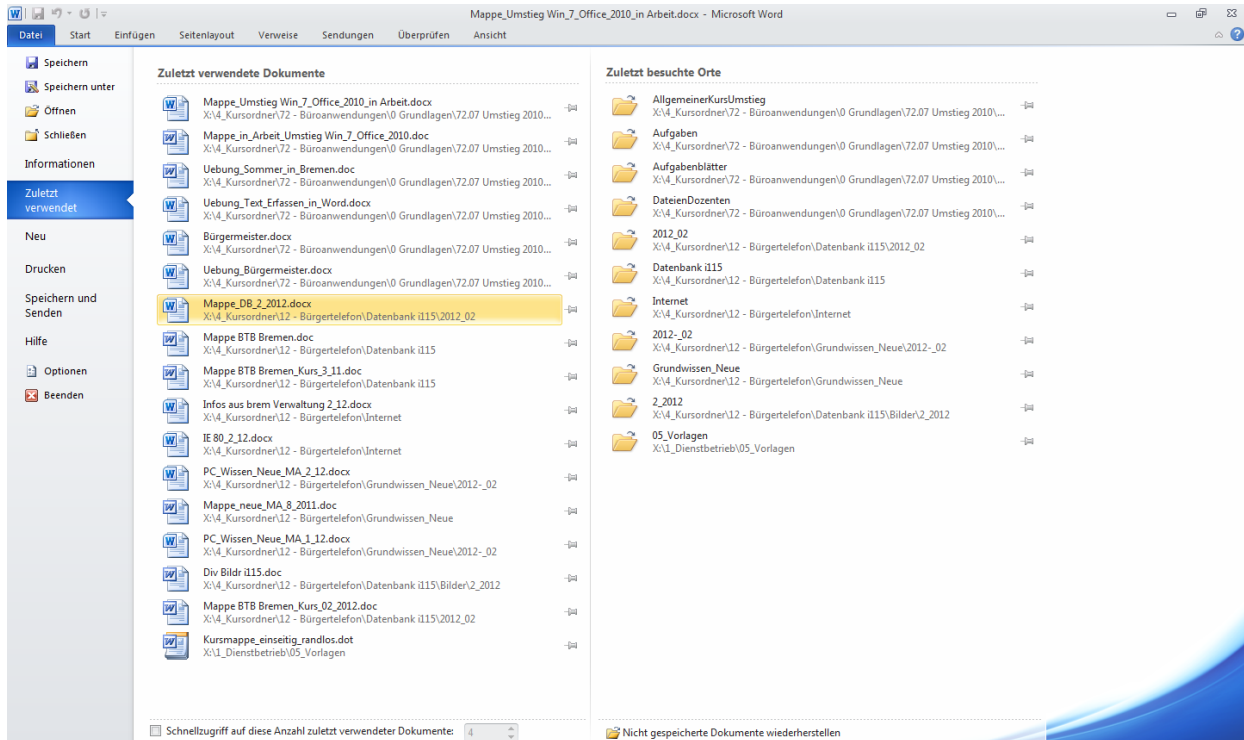 Mappe_Umstieg Win_7_Office_2010_in Arbeit.docx - Microsoft Word
Datei Start Einfügen Seitenlayout Verweise Sendungen Überprüfen Ansicht
Speichern
Speichern unter
Öffnen
Schließen
Informationen
Zuletzt
verwendet
Neu
Drucken
Speichern und
Senden
Hilfe
Optionen
Beenden
Zuletzt verwendete Dokumente
Mappe_Umstieg Win_7_Office_2010_in Arbeit.docx
X:\4_Kursordner\72 - Büroanwendungen\0 Grundlagen\72.07 Umstieg 2010...
Mappe_in_Arbeit_Umstieg Win_7_Office_2010.doc
X:\4_Kursordner\72 - Büroanwendungen\0 Grundlagen\72.07 Umstieg 2010...
Uebung_Sommer_in_Bremen.doc
X:\4_Kursordner\72 - Büroanwendungen\0 Grundlagen\72.07 Umstieg 2010...
Uebung_Text_Erfassen_in_Word.docx
X:\4_Kursordner\72 - Büroanwendungen\0 Grundlagen\72.07 Umstieg 2010...
Bürgermeister.docx
X:\4_Kursordner\72 - Büroanwendungen\0 Grundlagen\72.07 Umstieg 2010...
Uebung_Bürgermeister.docx
X:\4_Kursordner\72 - Büroanwendungen\0 Grundlagen\72.07 Umstieg 2010...
Mappe_DB_2_2012.docx
X:\4_Kursordner\12 - Bürgertelefon\Datenbank i115\2012_02
Mappe BTB Bremen.doc
X:\4_Kursordner\12 - Bürgertelefon\Datenbank i115
Mappe BTB Bremen_Kurs_3_11.doc
X:\4_Kursordner\12 - Bürgertelefon\Datenbank i115
Infos aus brem Verwaltung 2_12.docx
X:\4_Kursordner\12 - Bürgertelefon\Internet
IE 80_2_12.docx
X:\4_Kursordner\12 - Bürgertelefon\Internet
PC_Wissen_Neue_MA_2_12.docx
X:\4_Kursordner\12 - Bürgertelefon\Grundwissen_Neue\2012-_02
Mappe_neue_MA_8_2011.doc
X:\4_Kursordner\12 - Bürgertelefon\Grundwissen_Neue
PC_Wissen_Neue_MA_1_12.docx
X:\4_Kursordner\12 - Bürgertelefon\Grundwissen_Neue\2012-_02
Div Bildr i115.doc
X:\4_Kursordner\12 - Bürgertelefon\Datenbank i115\Bilder\2_2012
Mappe BTB Bremen_Kurs_02_2012.doc
X:\4_Kursordner\12 - Bürgertelefon\Datenbank i115\2012_02
Kursmappe_einseitig_randlos.dot
X:\1_Dienstbetrieb\05_Vorlagen
Schnellzugriff auf diese Anzahl zuletzt verwendeter Dokumente: 4
Zuletzt besuchte Orte
AllgemeinerKursUmstieg
X:\4_Kursordner\72 - Büroanwendungen\0 Grundlagen\72.07 Umstieg 2010\...
Aufgaben
X:\4_Kursordner\72 - Büroanwendungen\0 Grundlagen\72.07 Umstieg 2010\...
Aufgabenblätter
X:\4_Kursordner\72 - Büroanwendungen\0 Grundlagen\72.07 Umstieg 2010\...
DateienDozenten
X:\4_Kursordner\72 - Büroanwendungen\0 Grundlagen\72.07 Umstieg 2010\...
2012_02
X:\4_Kursordner\12 - Bürgertelefon\Datenbank i115\2012_02
Datenbank i115
X:\4_Kursordner\12 - Bürgertelefon\Datenbank i115
Internet
X:\4_Kursordner\12 - Bürgertelefon\Internet
2012-_02
X:\4_Kursordner\12 - Bürgertelefon\Grundwissen_Neue\2012-_02
Grundwissen_Neue
X:\4_Kursordner\12 - Bürgertelefon\Grundwissen_Neue
2_2012
X:\4_Kursordner\12 - Bürgertelefon\Datenbank i115\Bilder\2_2012
05_Vorlagen
X:\1_Dienstbetrieb\05_Vorlagen
Nicht gespeicherte Dokumente wiederherstellen